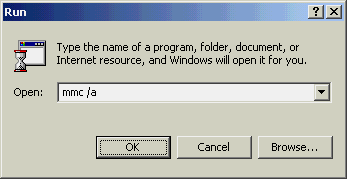 Run
Type the name of a program, folder, document, or
Internet resource, and Windows will open it for you.
Open: mmc /a
OK Cancel Browse...